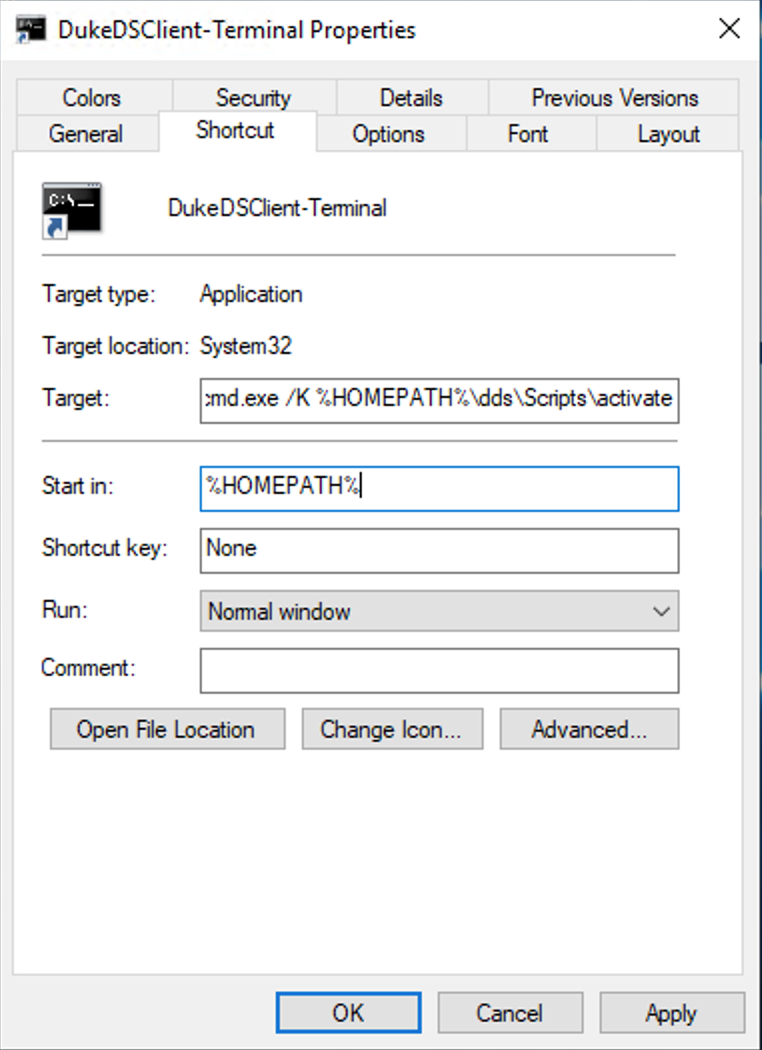 DukeDSClient-Terminal Properties
Colors Security Details Previous Versions
General Shortcut Options Font Layout
C:\
DukeDSClient-Terminal
Target type: Application
Target location: System32
Target: cmd.exe /K %HOMEPATH%\dds\Scripts\activate
Start in: %HOMEPATH%
Shortcut key: None
Run: Normal window
Comment:
Open File Location Change Icon... Advanced...
OK Cancel Apply